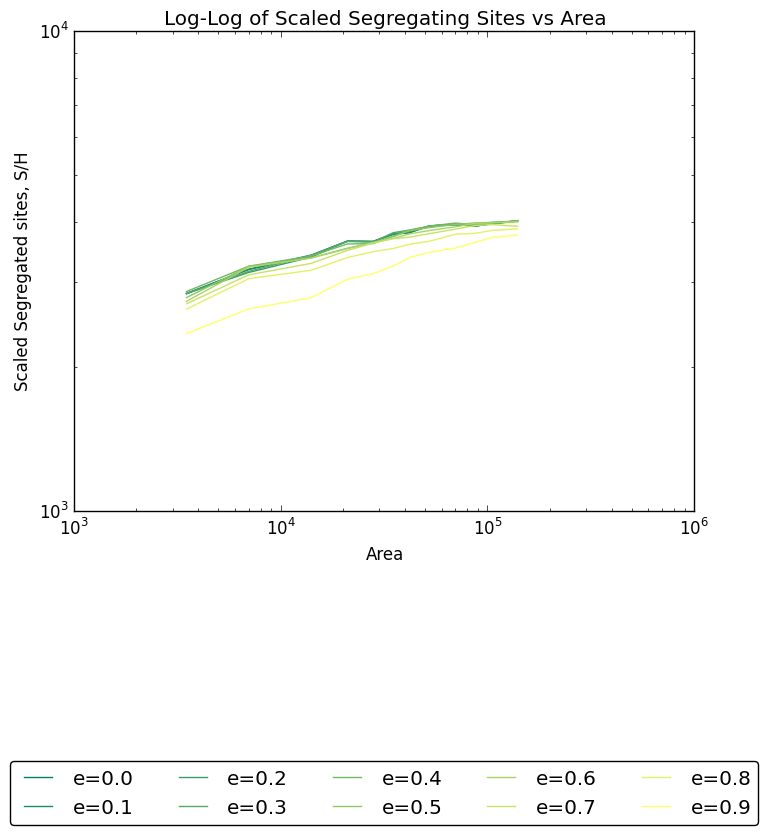 Log-Log of Scaled Segregating Sites vs Area
10^4
Scaled Segregated sites, S/H
10^3
10^3 10^4 10^5 10^6
Area
e=0.0 e=0.2 e=0.4 e=0.6 e=0.8
e=0.1 e=0.3 e=0.5 e=0.7 e=0.9